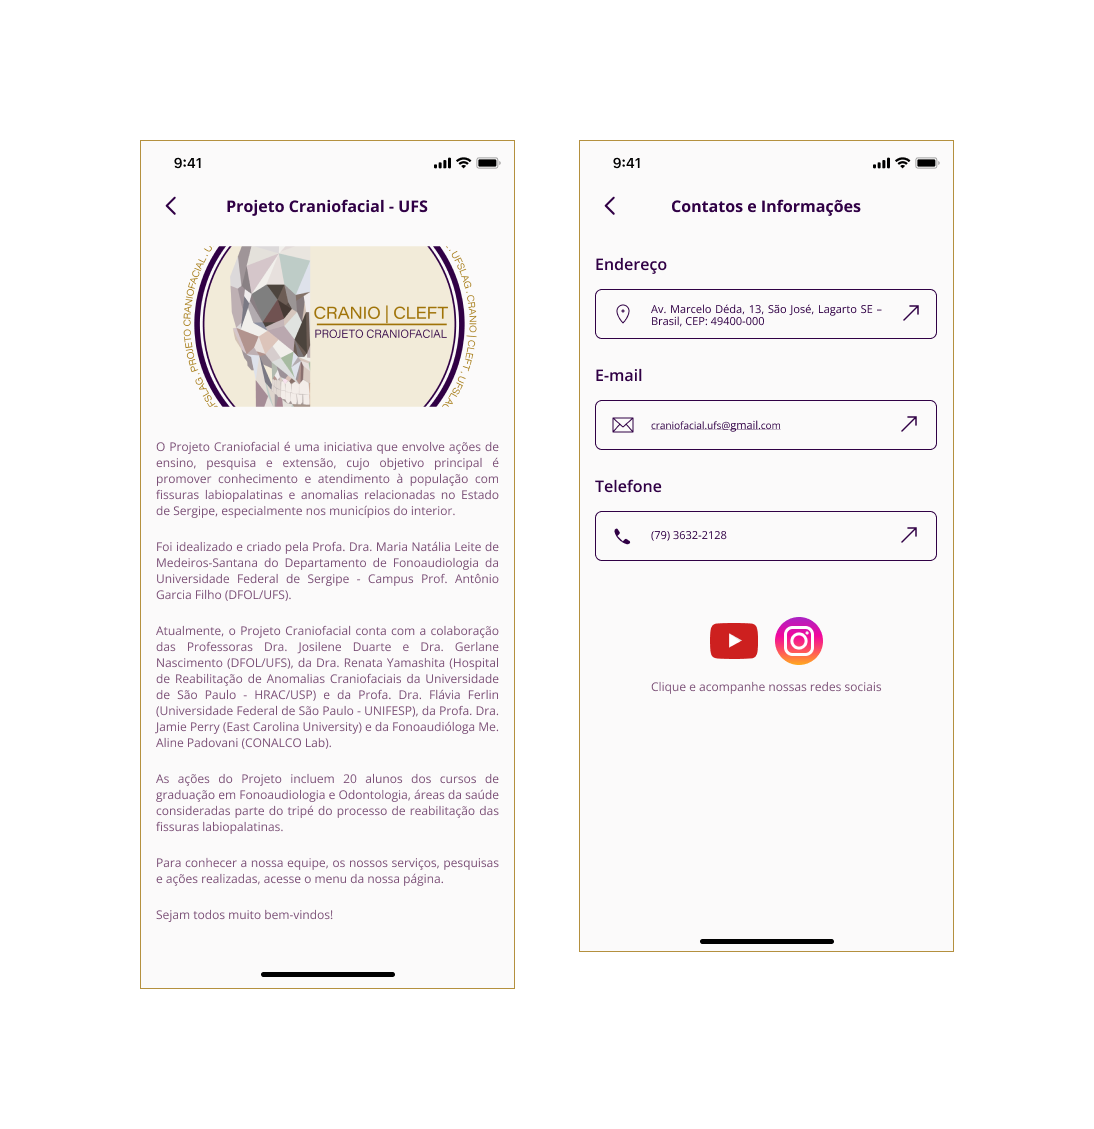 9:41
Projeto Craniofacial - UFS
PROJETO CRANIOFACIAL . U
. UFSLAG . CRANIO | CLEFT . UFSLAG
FSLAG . PROJETO CRANIOFACIAL
CRANIO | CLEFT
PROJETO CRANIOFACIAL
O Projeto Craniofacial é uma iniciativa que envolve ações de
ensino, pesquisa e extensão, cujo objetivo principal é
promover conhecimento e atendimento à população com
fissuras labiopalatinas e anomalias relacionadas no Estado
de Sergipe, especialmente nos municípios do interior.
Foi idealizado e criado pela Profa. Dra. Maria Natália Leite de
Medeiros-Santana do Departamento de Fonoaudiologia da
Universidade Federal de Sergipe - Campus Prof. Antônio
Garcia Filho (DFOL/UFS).
Atualmente, o Projeto Craniofacial conta com a colaboração
das Professoras Dra. Josilene Duarte e Dra. Gerlane
Nascimento (DFOL/UFS), da Dra. Renata Yamashita (Hospital
de Reabilitação de Anomalias Craniofaciais da Universidade
de São Paulo - HRAC/USP) e da Profa. Dra. Flávia Ferlin
(Universidade Federal de São Paulo - UNIFESP), da Profa. Dra.
Jamie Perry (East Carolina University) e da Fonoaudióloga Me.
Aline Padovani (CONALCO Lab).
As ações do Projeto incluem 20 alunos dos cursos de
graduação em Fonoaudiologia e Odontologia, áreas da saúde
consideradas parte do tripé do processo de reabilitação das
fissuras labiopalatinas.
Para conhecer a nossa equipe, os nossos serviços, pesquisas
e ações realizadas, acesse o menu da nossa página.
Sejam todos muito bem-vindos!
9:41
Contatos e Informações
Endereço
Av. Marcelo Déda, 13, São José, Lagarto SE –
Brasil, CEP: 49400-000
E-mail
craniofacial.ufs@gmail.com
Telefone
(79) 3632-2128
Clique e acompanhe nossas redes sociais